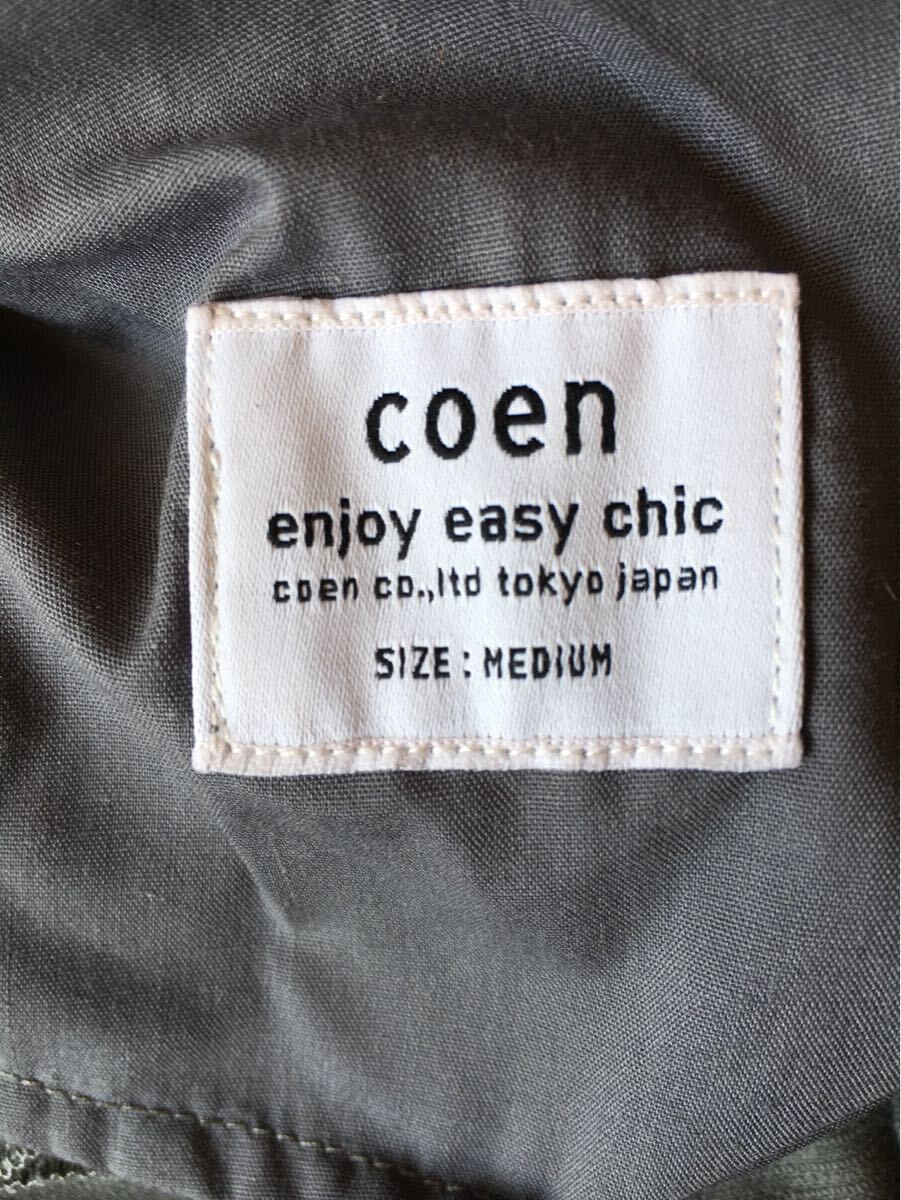 coen
enjoy easy chic
coen co.,ltd tokyo japan
SIZE : MEDIUM